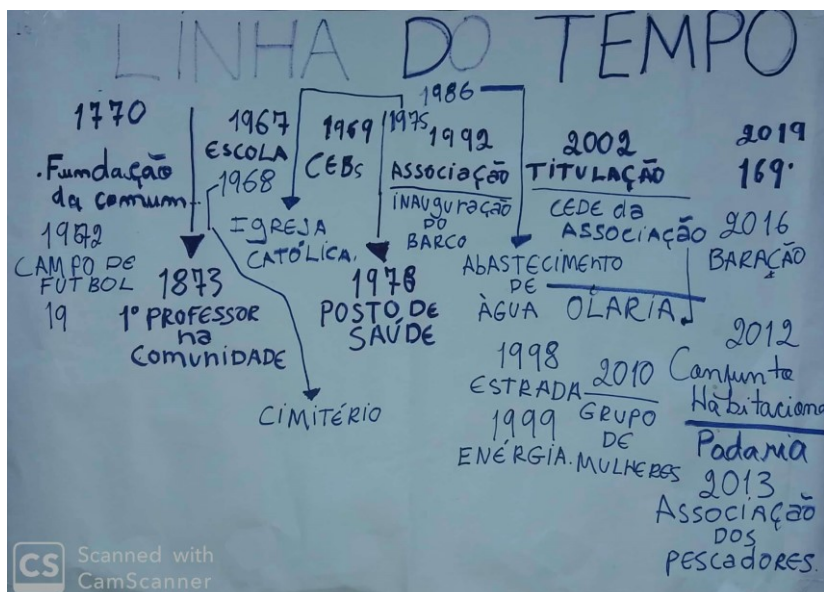 LINHA DO TEMPO
1770
.Fundação
da comum
1972
CAMPO DE
FUTBOL
19
1873
1º PROFESSOR
na
Comunidade
1967
ESCOLA
1968
CIMITÉRIO
IGREJA
CATÓLICA.
1969
CEBs
1975
1978
POSTO DE
SAÚDE
1986
1992
ASSOCIAÇÃO
INAUGURAÇÃO
DO
BARCO
ABASTECIMENTO
DE
ÀGUA
2002
TITULAÇÃO
CEDE da
ASSOCIAÇÃO
OLARIA
1998
ESTRADA
1999
ENÉRGIA.
2010
GRUPO
DE
MULHERES
2019
169.
2016
BARAÇÃO
2012
Conjunto
Habitaciona
Padaria
2013
ASSOCIAÇÃO
DOS
PESCADORES.
CS Scanned with
CamScanner